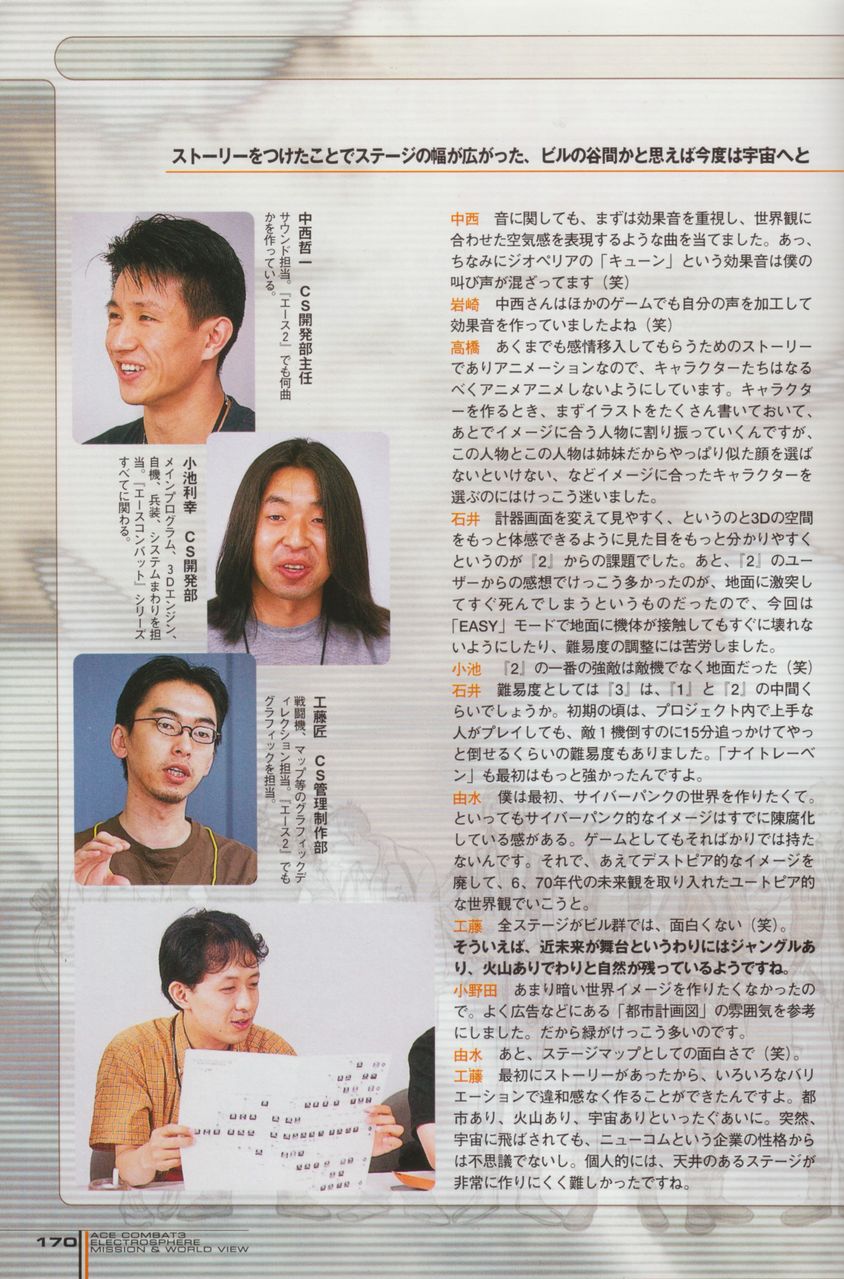 ストーリーをつけたことでステージの幅が広がった、ビルの谷間かと思えば今度は宇宙へと
中西哲一　CS開発部主任
サウンド担当。『エース2』でも何曲
かを作っている。
小池利幸　CS開発部
メインプログラム、3Dエンジン、
自機、兵装、システムまわりを担
当。『エースコンバット』シリーズ
すべてに関わる。
工藤匠　CS管理制作部
戦闘機、マップ等のグラフィックデ
ィレクション担当。『エース2』でも
グラフィックを担当。
中西　音に関しても、まずは効果音を重視し、世界観に
合わせた空気感を表現するような曲を当てました。あっ、
ちなみにジオペリアの「キューン」という効果音は僕の
叫び声が混ざってます（笑）
岩崎　中西さんはほかのゲームでも自分の声を加工して
効果音を作っていましたよね（笑）
高橋　あくまでも感情移入してもらうためのストーリー
でありアニメーションなので、キャラクターたちはなる
べくアニメアニメしないようにしています。キャラクタ
ーを作るとき、まずイラストをたくさん書いておいて、
あとでイメージに合う人物に割り振っていくんですが、
この人物とこの人物は姉妹だからやっぱり似た顔を選ば
ないといけない、などイメージに合ったキャラクターを
選ぶのにはけっこう迷いました。
石井　計器画面を変えて見やすく、というのと3Dの空間
をもっと体感できるように見た目をもっと分かりやすく
というのが『2』からの課題でした。あと、『2』のユー
ザーからの感想でけっこう多かったのが、地面に激突し
てすぐ死んでしまうというものだったので、今回は
「EASY」モードで地面に機体が接触してもすぐに壊れな
いようにしたり、難易度の調整には苦労しました。
小池　『2』の一番の強敵は敵機でなく地面だった（笑）
石井　難易度としては『3』は、『1』と『2』の中間く
らいでしょうか。初期の頃は、プロジェクト内で上手な
人がプレイしても、敵１機倒すのに15分追っかけてやっ
と倒せるくらいの難易度もありました。「ナイトレーベ
ン」も最初はもっと強かったんですよ。
由水　僕は最初、サイバーパンクの世界を作りたくて。
といってもサイバーパンク的なイメージはすでに陳腐化
している感がある。ゲームとしてもそればかりでは持た
ないんです。それで、あえてデストピア的なイメージを
廃して、6、70年代の未来観を取り入れたユートピア的
な世界観でいこうと。
工藤　全ステージがビル群では、面白くない（笑）。
そういえば、近未来が舞台というわりにはジャングルあ
り、火山ありでわりと自然が残っているようですね。
小野田　あまり暗い世界イメージを作りたくなかったの
で。よく広告などにある「都市計画図」の雰囲気を参考
にしました。だから緑がけっこう多いのです。
由水　あと、ステージマップとしての面白さで（笑）。
工藤　最初にストーリーがあったから、いろいろなバリ
エーションで違和感なく作ることができたんですよ。都
市あり、火山あり、宇宙ありといったぐあいに。突然、
宇宙に飛ばされても、ニューコムという企業の性格から
は不思議でないし。個人的には、天井のあるステージが
非常に作りにくく難しかったですね。
170
ACE COMBAT3
ELECTROSPHERE
MISSION & WORLD VIEW